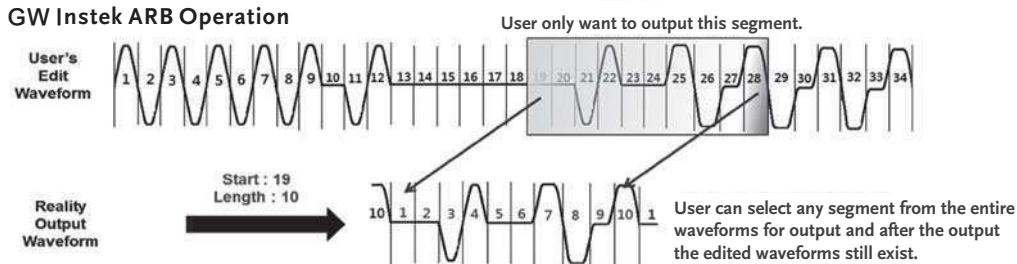 GW Instek ARB Operation
User only want to output this segment.
User's
Edit
Waveform
1 2 3 4 5 6 7 8 9 10 11 12 13 14 15 16 17 18 19 20 21 22 23 24 25 26 27 28 29 30 31 32 33 34
Start : 19
Length : 10
Reality
Output
Waveform
10 1 2 3 4 5 6 7 8 9 10 1
User can select any segment from the entire
waveforms for output and after the output
the edited waveforms still exist.